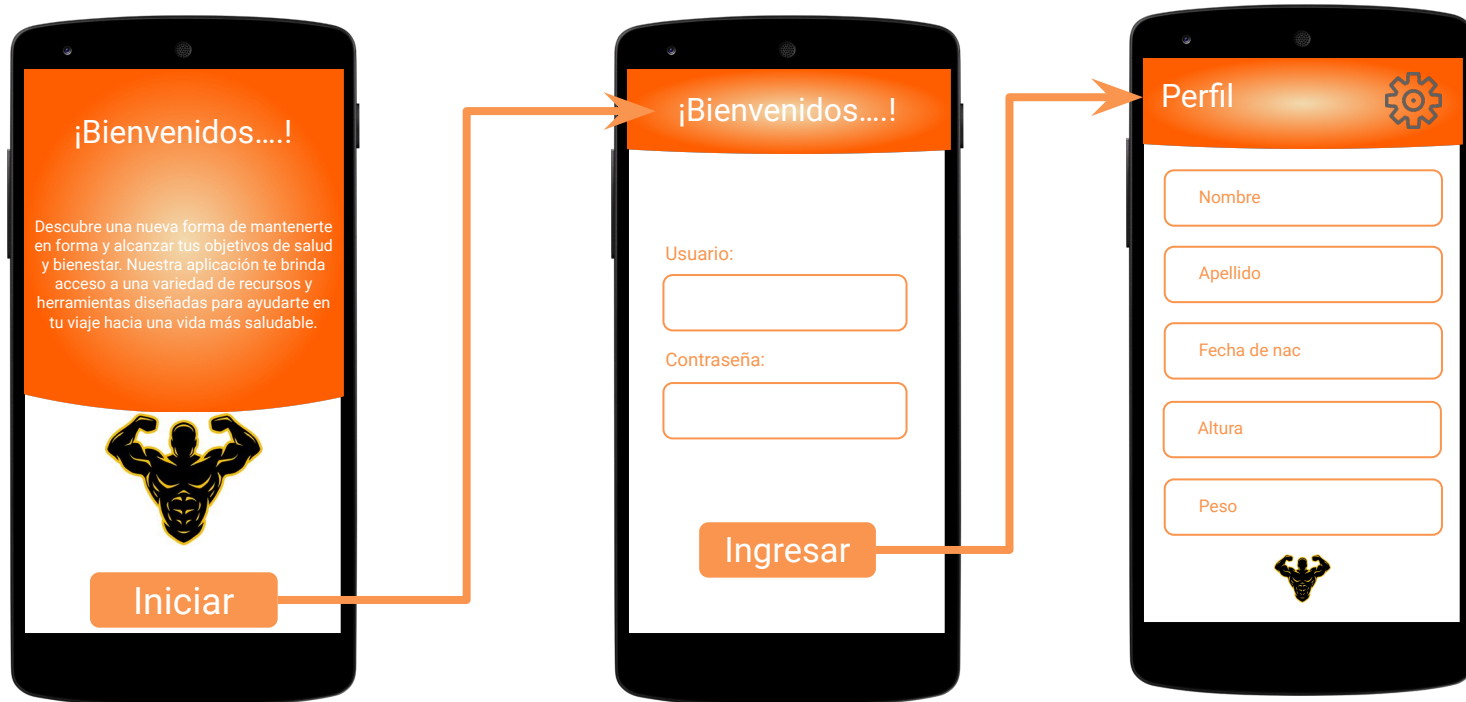 ¡Bienvenidos....!
Descubre una nueva forma de mantenerte
en forma y alcanzar tus objetivos de salud
y bienestar. Nuestra aplicación te brinda
acceso a una variedad de recursos y
herramientas diseñadas para ayudarte en
tu viaje hacia una vida más saludable.
Iniciar
¡Bienvenidos....!
Usuario:
Contraseña:
Ingresar
Perfil
Nombre
Apellido
Fecha de nac
Altura
Peso